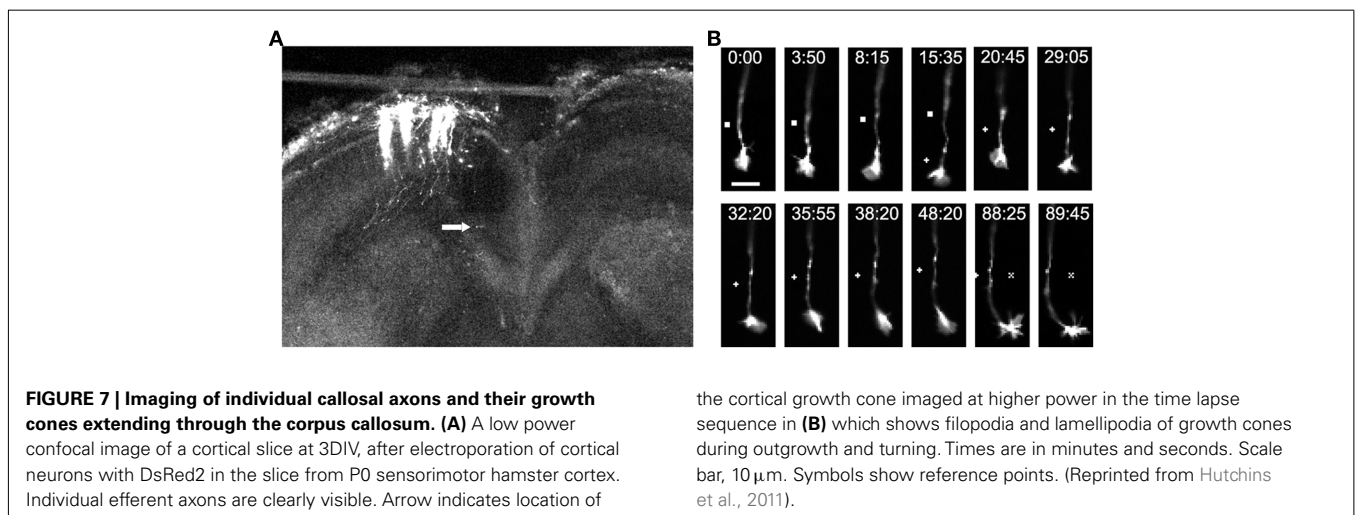 A
B
0:00 3:50 8:15 15:35 20:45 29:05
32:20 35:55 38:20 48:20 88:25 89:45
FIGURE 7 | Imaging of individual callosal axons and their growth
cones extending through the corpus callosum. (A) A low power
confocal image of a cortical slice at 3DIV, after electroporation of cortical
neurons with DsRed2 in the slice from P0 sensorimotor hamster cortex.
Individual efferent axons are clearly visible. Arrow indicates location of
the cortical growth cone imaged at higher power in the time lapse
sequence in (B) which shows filopodia and lamellipodia of growth cones
during outgrowth and turning. Times are in minutes and seconds. Scale
bar, 10 μm. Symbols show reference points. (Reprinted from Hutchins
et al., 2011).